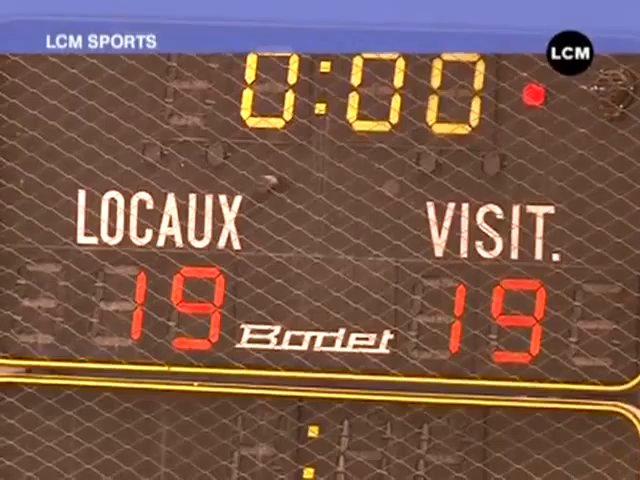 LCM SPORTS
LCM
0:00
LOCAUX VISIT.
19 19
Bodet
: